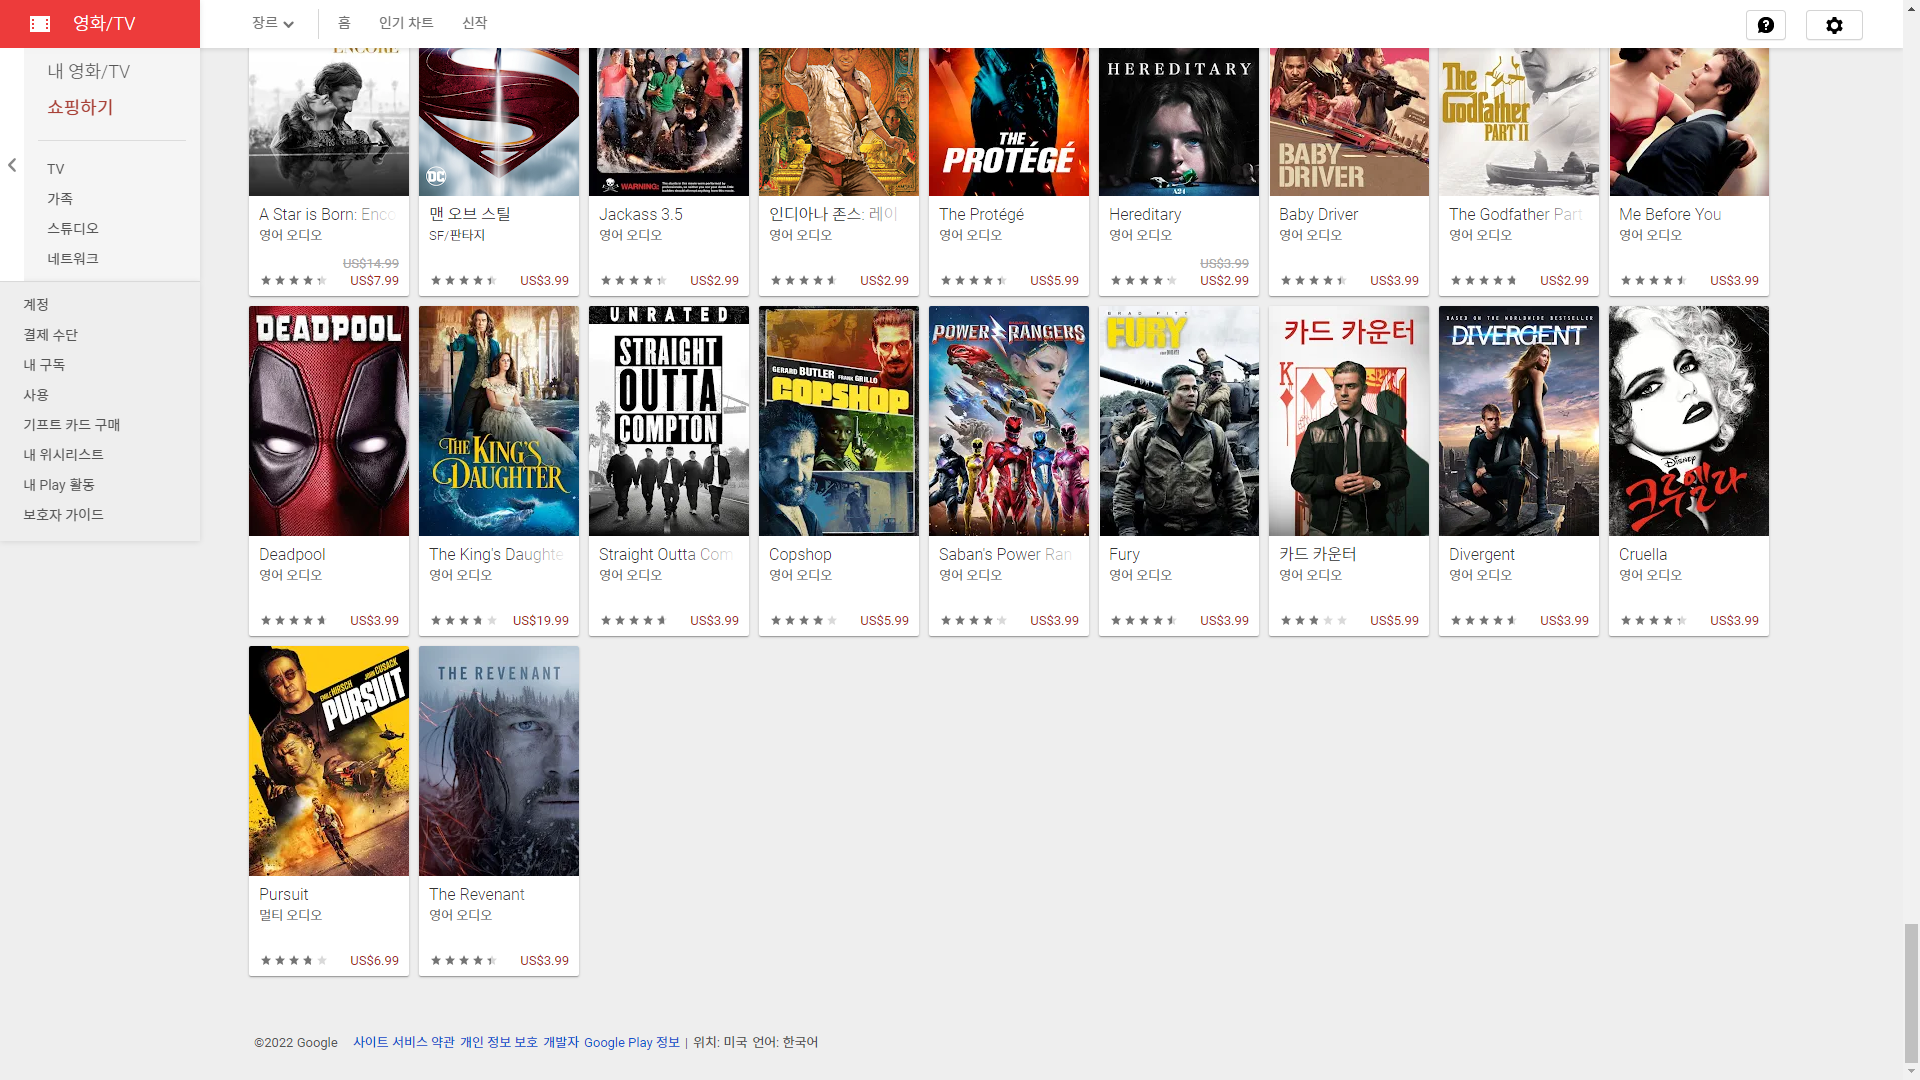 영화/TV
장르
홈
인기 차트
신작
내 영화/TV
쇼핑하기
TV
가족
스튜디오
네트워크
계정
결제 수단
내 구독
사용
기프트 카드 구매
내 위시리스트
내 Play 활동
보호자 가이드
ENCORE
DC
WARNING:
THE
PROTÉGÉ
HEREDITARY
A24
BABY
DRIVER
The
Godfather
PART II
A Star is Born: Enco
영어 오디오
US$14.99
US$7.99
맨 오브 스틸
SF/판타지
US$3.99
Jackass 3.5
영어 오디오
US$2.99
인디아나 존스: 레이
영어 오디오
US$2.99
The Protégé
영어 오디오
US$5.99
Hereditary
영어 오디오
US$3.99
US$2.99
Baby Driver
영어 오디오
US$3.99
The Godfather Part
영어 오디오
US$2.99
Me Before You
영어 오디오
US$3.99
DEADPOOL
THE KING'S
DAUGHTER
UNRATED
STRAIGHT
OUTTA
COMPTON
GERARD BUTLER FRANK GRILLO
COPSHOP
POWER RANGERS
BRAD PITT
FURY
카드 카운터
K
BASED ON THE WORLDWIDE BESTSELLER
DIVERGENT
DISNEY
크루엘라
Deadpool
영어 오디오
US$3.99
The King's Daughte
영어 오디오
US$19.99
Straight Outta Com
영어 오디오
US$3.99
Copshop
영어 오디오
US$5.99
Saban's Power Ran
영어 오디오
US$3.99
Fury
영어 오디오
US$3.99
카드 카운터
영어 오디오
US$5.99
Divergent
영어 오디오
US$3.99
Cruella
영어 오디오
US$3.99
EMILE HIRSCH
JOHN CUSACK
PURSUIT
THE REVENANT
Pursuit
멀티 오디오
US$6.99
The Revenant
영어 오디오
US$3.99
©2022 Google 사이트 서비스 약관 개인 정보 보호 개발자 Google Play 정보 | 위치: 미국 언어: 한국어